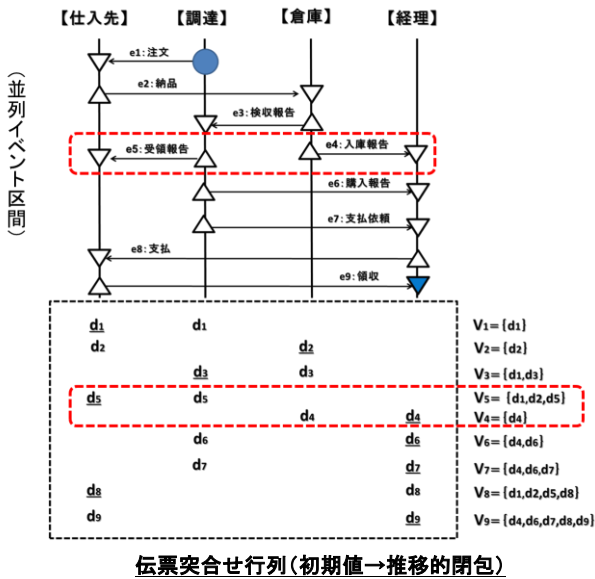 【仕入先】 【調達】 【倉庫】 【経理】
(並列イベント区間)
e1:注文
e2:納品
e3:検収報告
e4:入庫報告
e5:受領報告
e6:購入報告
e7:支払依頼
e8:支払
e9:領収
d1 d1 V1={d1}
d2 d2 V2={d2}
d3 d3 V3={d1,d3}
d5 d5 V5={d1,d2,d5}
d4 d4 V4={d4}
d6 d6 V6={d4,d6}
d7 d7 V7={d4,d6,d7}
d8 d8 V8={d1,d2,d5,d8}
d9 d9 V9={d4,d6,d7,d8,d9}
伝票突合せ行列(初期値→推移的閉包)